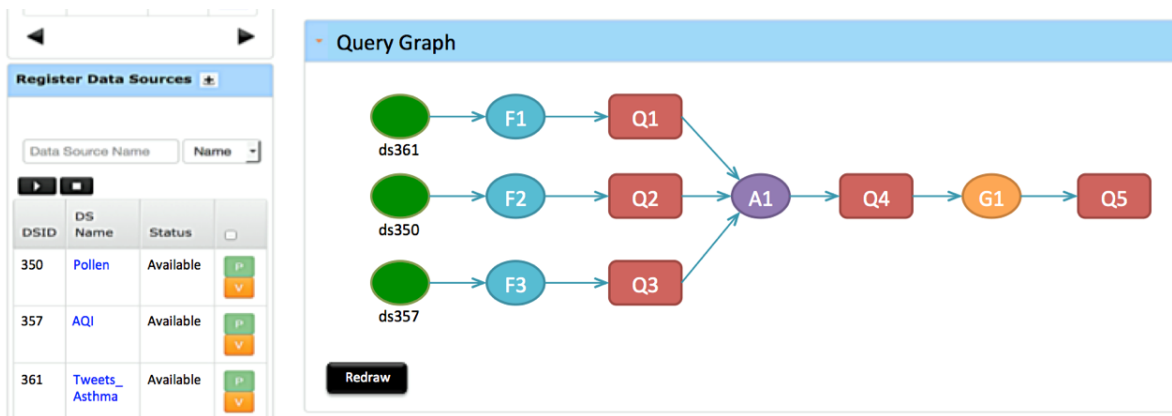 Register Data Sources +
Data Source Name Name
DSID DS Name Status
350 Pollen Available P
V
357 AQI Available P
V
361 Tweets_ Available P
Asthma V
Query Graph
F1 Q1
ds361
F2 Q2 A1 Q4 G1 Q5
ds350
F3 Q3
ds357
Redraw